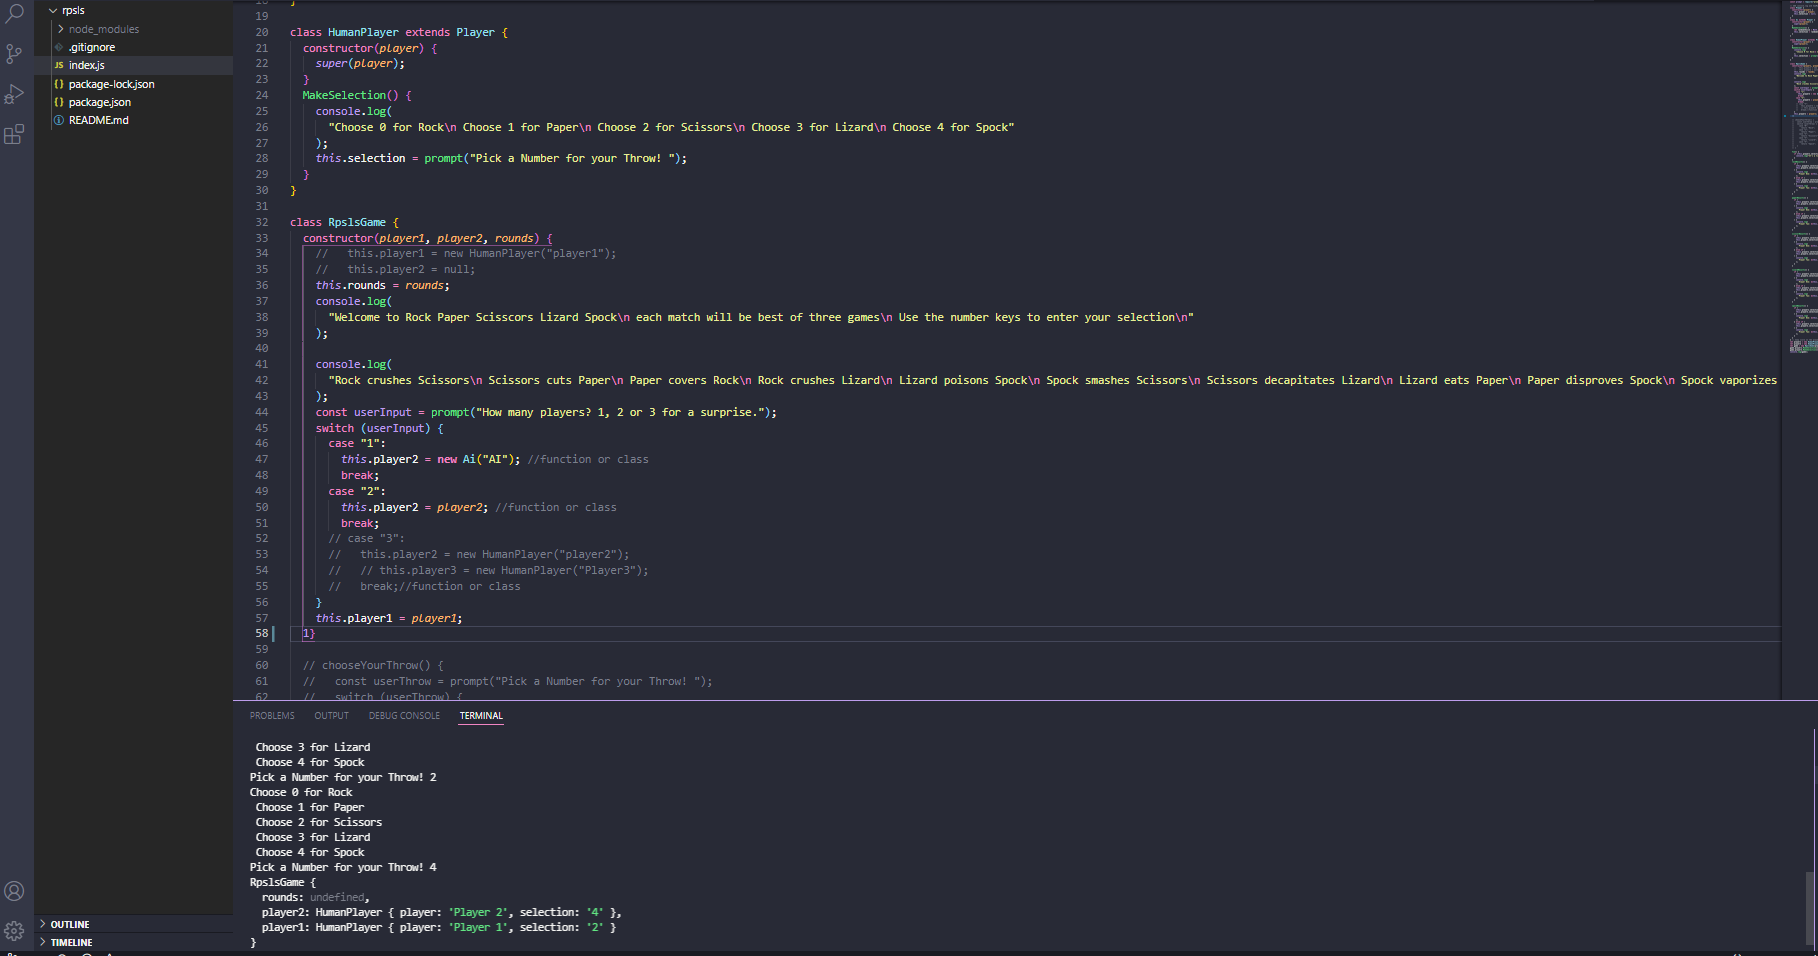 rpsls
node_modules
.gitignore
JS index.js
{} package-lock.json
{} package.json
README.md
OUTLINE
TIMELINE
18 }
19
20 class HumanPlayer extends Player {
21 constructor(player) {
22 super(player);
23 }
24 MakeSelection() {
25 console.log(
26 "Choose 0 for Rock\n Choose 1 for Paper\n Choose 2 for Scissors\n Choose 3 for Lizard\n Choose 4 for Spock"
27 );
28 this.selection = prompt("Pick a Number for your Throw! ");
29 }
30 }
31
32 class RpslsGame {
33 constructor(player1, player2, rounds) {
34 // this.player1 = new HumanPlayer("player1");
35 // this.player2 = null;
36 this.rounds = rounds;
37 console.log(
38 "Welcome to Rock Paper Scisscors Lizard Spock\n each match will be best of three games\n Use the number keys to enter your selection\n"
39 );
40
41 console.log(
42 "Rock crushes Scissors\n Scissors cuts Paper\n Paper covers Rock\n Rock crushes Lizard\n Lizard poisons Spock\n Spock smashes Scissors\n Scissors decapitates Lizard\n Lizard eats Paper\n Paper disproves Spock\n Spock vaporizes
43 );
44 const userInput = prompt("How many players? 1, 2 or 3 for a surprise.");
45 switch (userInput) {
46 case "1":
47 this.player2 = new Ai("AI"); //function or class
48 break;
49 case "2":
50 this.player2 = player2; //function or class
51 break;
52 // case "3":
53 // this.player2 = new HumanPlayer("player2");
54 // // this.player3 = new HumanPlayer("Player3");
55 // break;//function or class
56 }
57 this.player1 = player1;
58 1}
59
60 // chooseYourThrow() {
61 // const userThrow = prompt("Pick a Number for your Throw! ");
62 // switch (userThrow) {
PROBLEMS OUTPUT DEBUG CONSOLE TERMINAL
Choose 3 for Lizard
Choose 4 for Spock
Pick a Number for your Throw! 2
Choose 0 for Rock
Choose 1 for Paper
Choose 2 for Scissors
Choose 3 for Lizard
Choose 4 for Spock
Pick a Number for your Throw! 4
RpslsGame {
rounds: undefined,
player2: HumanPlayer { player: 'Player 2', selection: '4' },
player1: HumanPlayer { player: 'Player 1', selection: '2' }
}